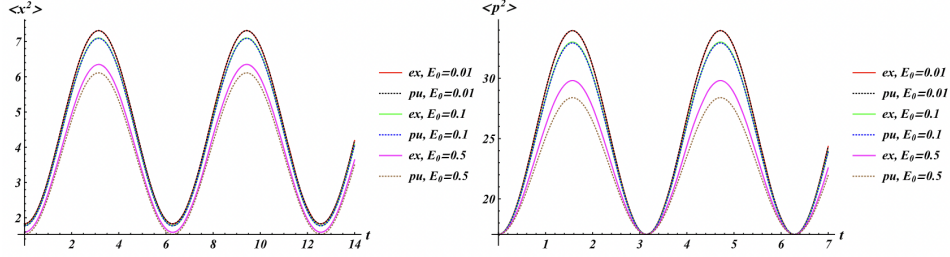 <x²>
7
6
5
4
3
2
2 4 6 8 10 12 14 t
ex, E₀=0.01
pu, E₀=0.01
ex, E₀=0.1
pu, E₀=0.1
ex, E₀=0.5
pu, E₀=0.5
<p²>
30
25
20
1 2 3 4 5 6 7 t
ex, E₀=0.01
pu, E₀=0.01
ex, E₀=0.1
pu, E₀=0.1
ex, E₀=0.5
pu, E₀=0.5